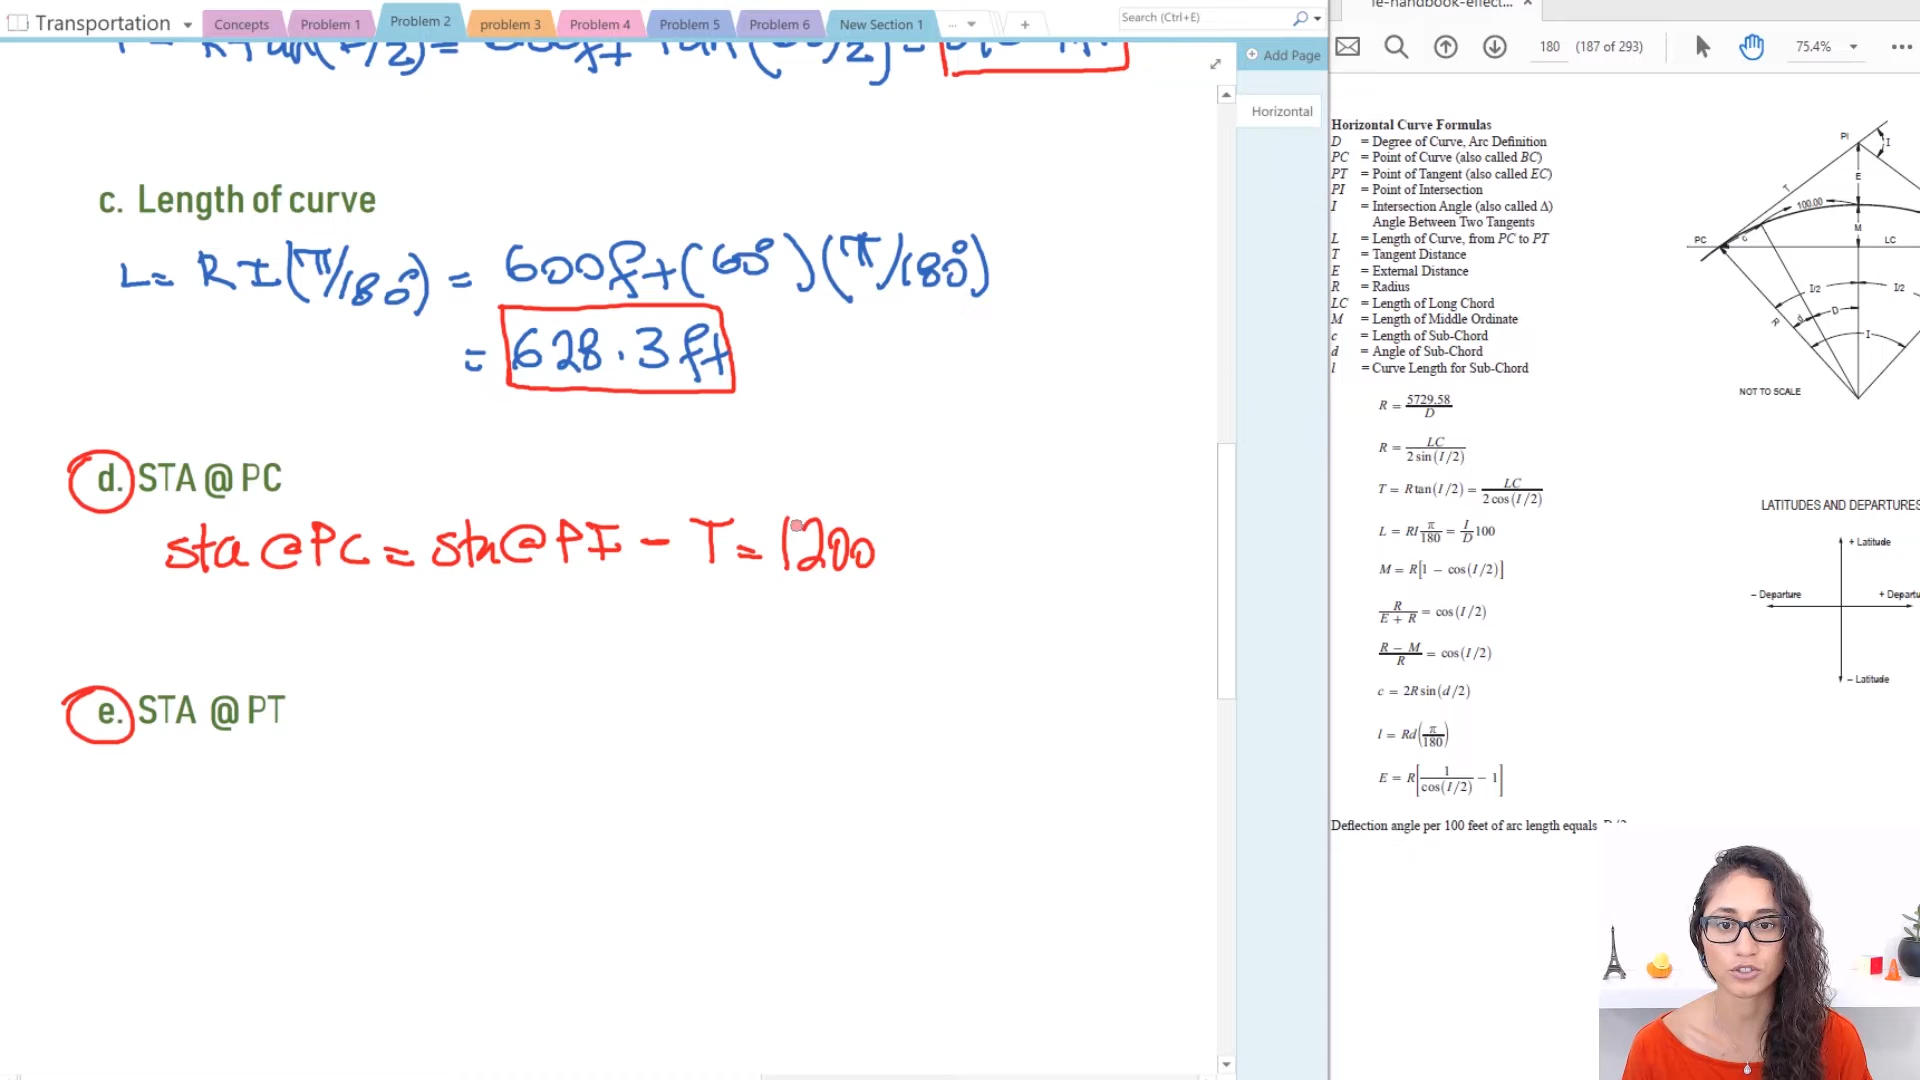 Transportation
Concepts
Problem 1
Problem 2
problem 3
Problem 4
Problem 5
Problem 6
New Section 1
...
+
Search (Ctrl+E)
Add Page
Horizontal
c. Length of curve
L= RI(π/180°) = 600ft(60°)(π/180°)
= 628.3 ft
d. STA @ PC
sta @PC = sta@PI - T = 1200
e. STA @ PT
fe-handbook-effect...
180 (187 of 293)
75.4%
Horizontal Curve Formulas
D = Degree of Curve, Arc Definition
PC = Point of Curve (also called BC)
PT = Point of Tangent (also called EC)
PI = Point of Intersection
I = Intersection Angle (also called Δ)
Angle Between Two Tangents
L = Length of Curve, from PC to PT
T = Tangent Distance
E = External Distance
R = Radius
LC = Length of Long Chord
M = Length of Middle Ordinate
c = Length of Sub-Chord
d = Angle of Sub-Chord
l = Curve Length for Sub-Chord
R = 5729.58 / D
R = LC / 2 sin(I/2)
T = R tan(I/2) = LC / 2 cos(I/2)
L = RI π/180 = I/D 100
M = R[1 − cos(I/2)]
R / E + R = cos(I/2)
R − M / R = cos(I/2)
c = 2R sin(d/2)
l = Rd(π/180)
E = R[1 / cos(I/2) − 1]
Deflection angle per 100 feet of arc length equals
PI
I
T
E
100.00
M
PC
c
LC
I/2
I/2
R
d
D
I
NOT TO SCALE
LATITUDES AND DEPARTURES
+ Latitude
− Departure
− Latitude